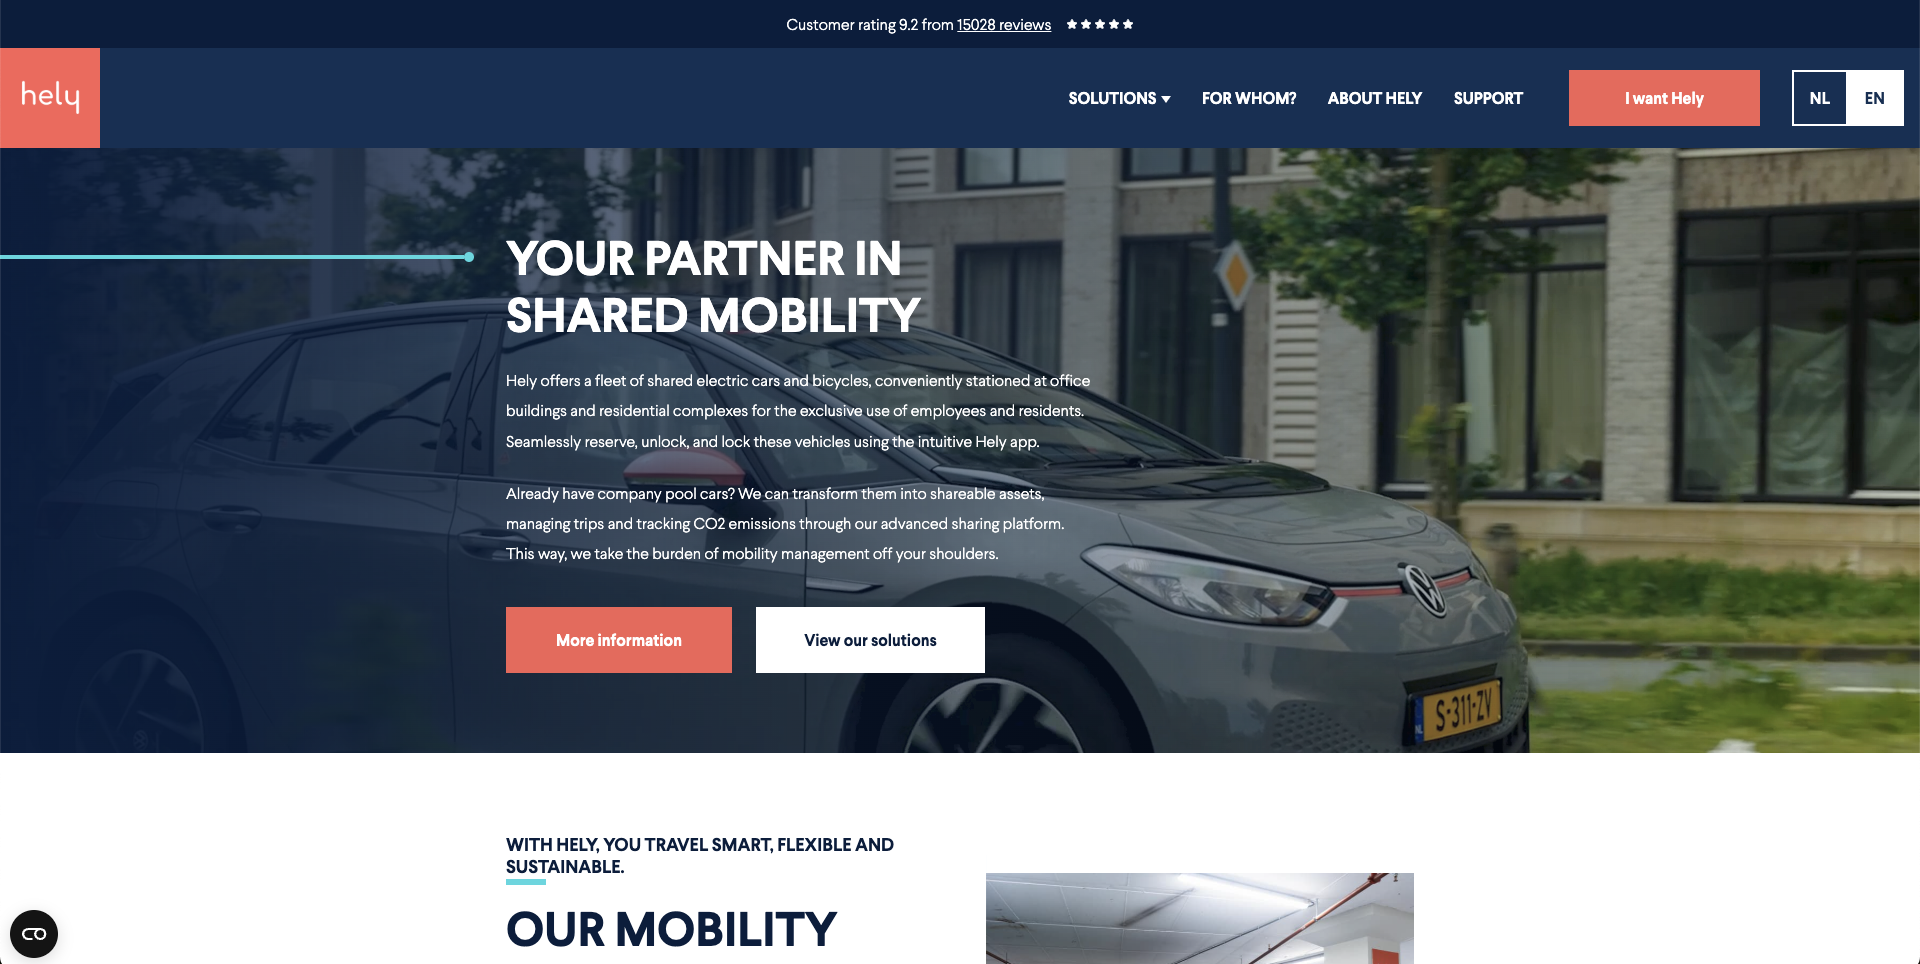 Customer rating 9.2 from 15028 reviews
hely
SOLUTIONS
FOR WHOM?
ABOUT HELY
SUPPORT
I want Hely
NL
EN
YOUR PARTNER IN
SHARED MOBILITY
Hely offers a fleet of shared electric cars and bicycles, conveniently stationed at office
buildings and residential complexes for the exclusive use of employees and residents.
Seamlessly reserve, unlock, and lock these vehicles using the intuitive Hely app.
Already have company pool cars? We can transform them into shareable assets,
managing trips and tracking CO2 emissions through our advanced sharing platform.
This way, we take the burden of mobility management off your shoulders.
More information
View our solutions
NL S-311-ZV
WITH HELY, YOU TRAVEL SMART, FLEXIBLE AND
SUSTAINABLE.
OUR MOBILITY